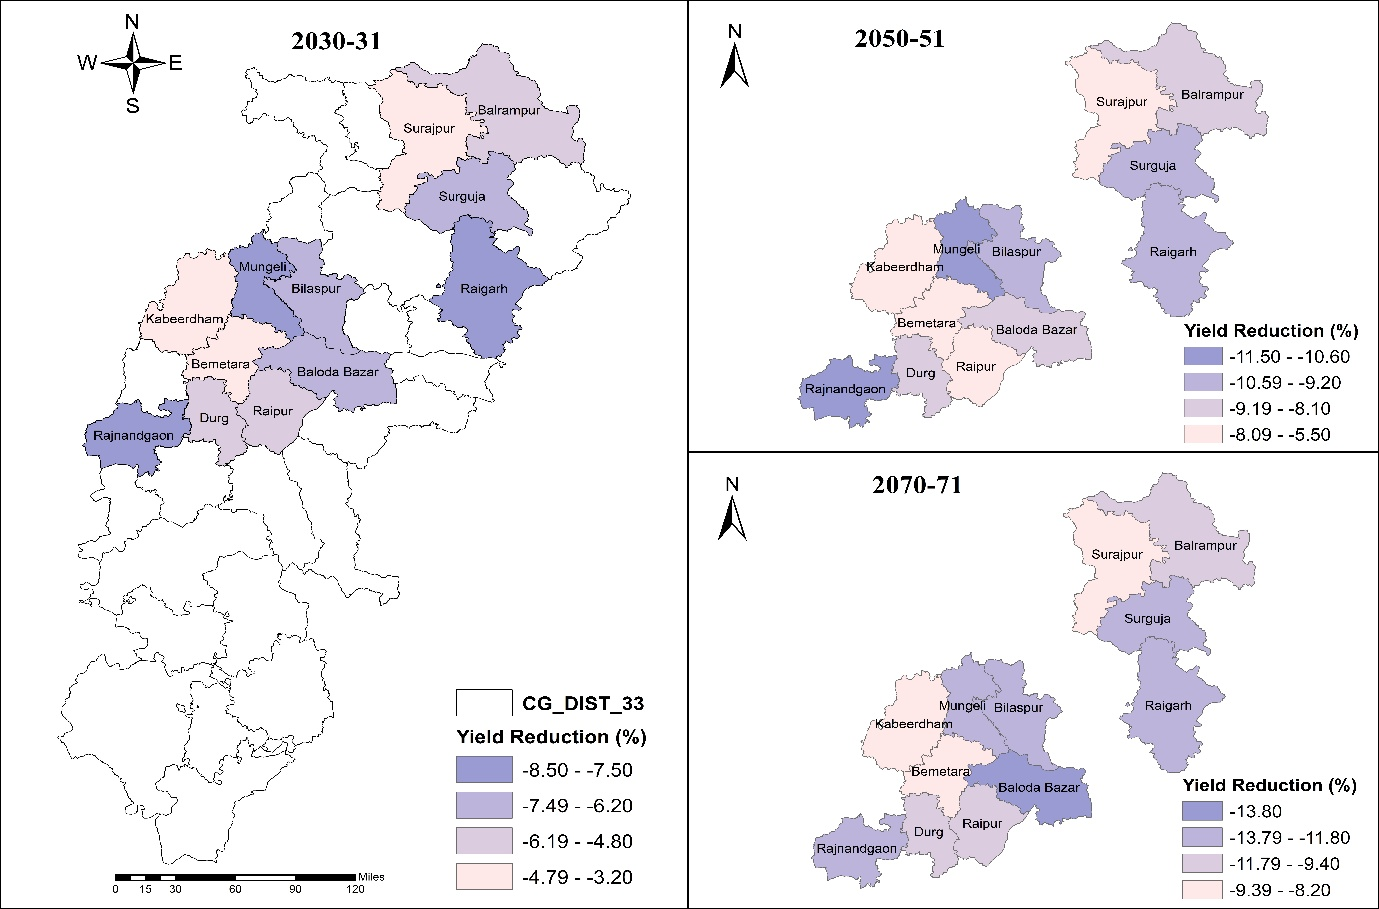 2030-31
N
W E
S
Balrampur
Surajpur
Surguja
Mungeli
Bilaspur
Raigarh
Kabeerdham
Bemetara
Baloda Bazar
Durg
Raipur
Rajnandgaon
CG_DIST_33
Yield Reduction (%)
-8.50 - -7.50
-7.49 - -6.20
-6.19 - -4.80
-4.79 - -3.20
Miles
0 15 30 60 90 120
2050-51
N
Surajpur
Balrampur
Surguja
Mungeli
Bilaspur
Raigarh
Kabeerdham
Bemetara
Baloda Bazar
Durg
Raipur
Rajnandgaon
Yield Reduction (%)
-11.50 - -10.60
-10.59 - -9.20
-9.19 - -8.10
-8.09 - -5.50
2070-71
N
Surajpur
Balrampur
Surguja
Mungeli
Bilaspur
Raigarh
Kabeerdham
Bemetara
Baloda Bazar
Durg
Raipur
Rajnandgaon
Yield Reduction (%)
-13.80
-13.79 - -11.80
-11.79 - -9.40
-9.39 - -8.20